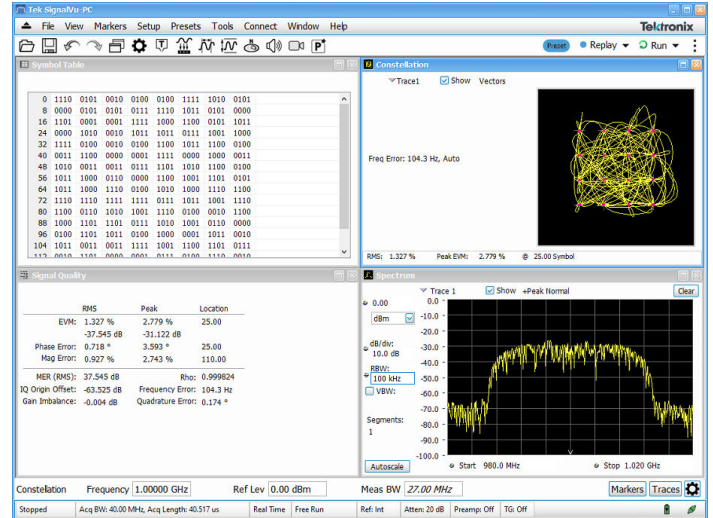 Tek SignalVu-PC
File View Markers Setup Presets Tools Connect Window Help
Tektronix
Preset Replay Run
Symbol Table
0 1110 0101 0010 0100 0100 1111 1010 0101
8 0000 0101 0101 0111 1110 1011 0101 0000
16 1101 0001 0001 1111 1000 1100 0101 1011
24 0000 1010 0010 1011 1011 0111 1001 1000
32 1111 0100 0010 0100 1100 1011 1100 0100
40 0011 1100 0000 0001 1111 0000 1000 0011
48 1010 0011 0011 0111 1101 1010 1100 0100
56 1011 1000 0110 0000 1100 1001 1101 0101
64 1011 1000 1110 0100 1010 1000 1110 1100
72 1110 1110 1111 1111 0111 1011 1001 1110
80 1100 0110 1010 1001 1110 0100 0010 1100
88 1000 1101 1101 0111 1010 1001 0110 0000
96 0100 1101 1011 0100 1000 0001 1011 0010
104 1011 0011 0011 1111 1001 1100 1101 0111
Constellation
Trace1 Show Vectors
Freq Error: 104.3 Hz, Auto
RMS: 1.327 % Peak EVM: 2.779 % @ 25.00 Symbol
Signal Quality
RMS Peak Location
EVM: 1.327 % 2.779 % 25.00
-37.545 dB -31.122 dB
Phase Error: 0.718 ° 3.593 ° 25.00
Mag Error: 0.927 % 2.743 % 110.00
MER (RMS): 37.545 dB Rho: 0.999824
IQ Origin Offset: -63.525 dB Frequency Error: 104.3 Hz
Gain Imbalance: -0.004 dB Quadrature Error: 0.174 °
Spectrum
Trace 1 Show +Peak Normal Clear
0.00
dBm
dB/div:
10.0 dB
RBW:
100 kHz
VBW:
Segments:
1
Autoscale
0.0
-10.0
-20.0
-30.0
-40.0
-50.0
-60.0
-70.0
-80.0
-90.0
-100.0
Start 980.0 MHz Stop 1.020 GHz
Constellation Frequency 1.00000 GHz Ref Lev 0.00 dBm Meas BW 27.00 MHz Markers Traces
Stopped Acq BW: 40.00 MHz, Acq Length: 40.517 us Real Time Free Run Ref: Int Atten: 20 dB Preamp: Off TG: Off